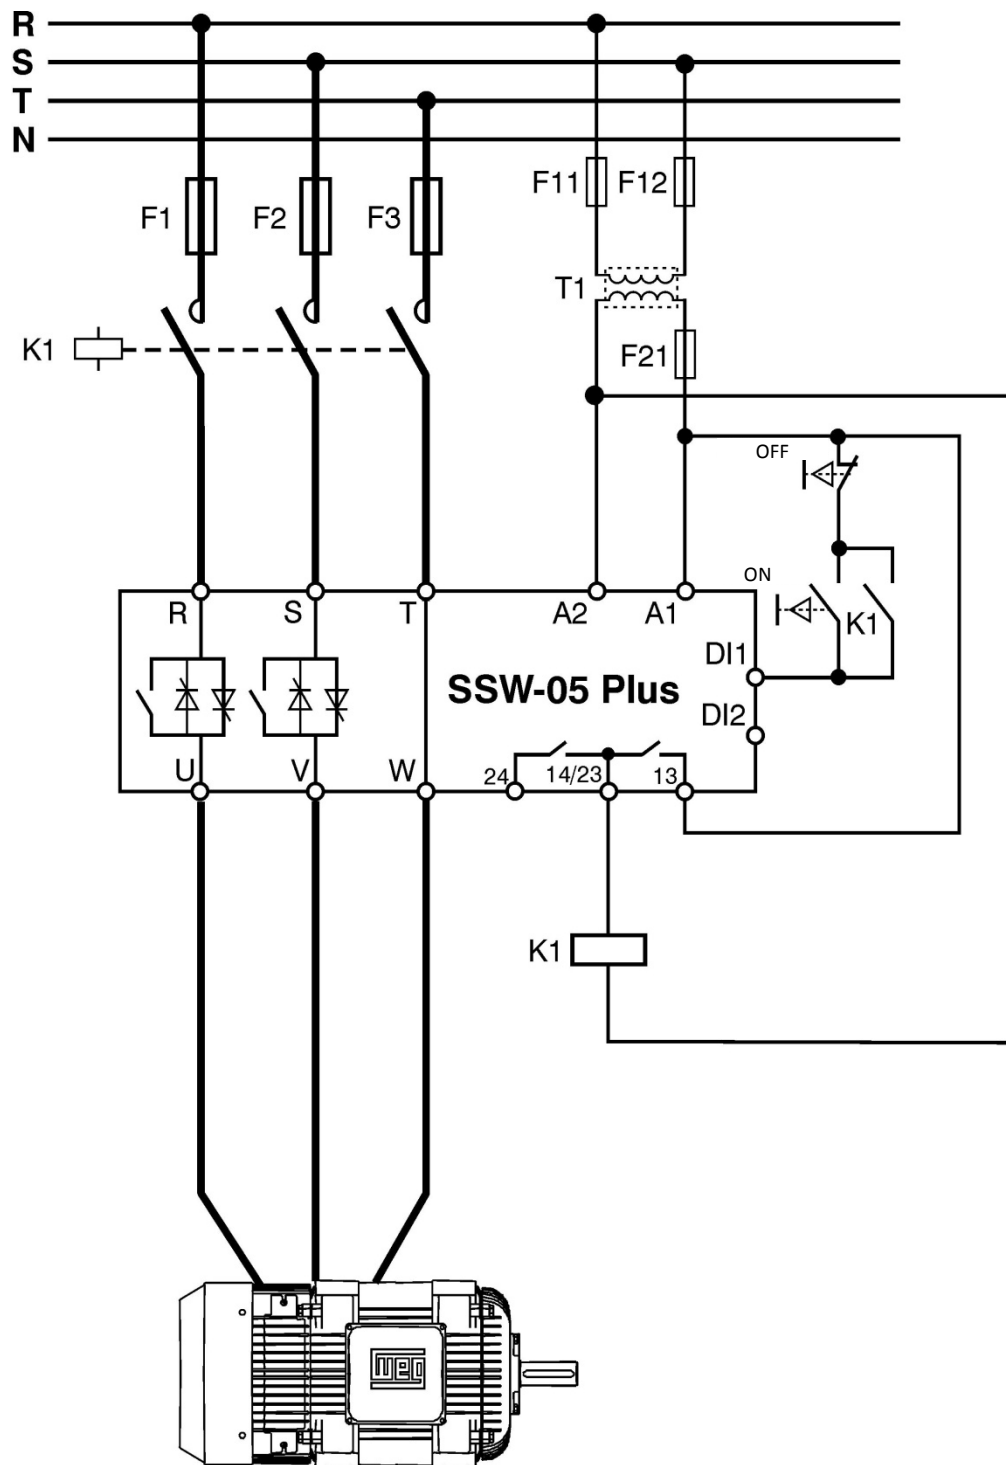 R
S
T
N
F1
F2
F3
F11
F12
T1
K1
F21
OFF
ON
K1
R
S
T
A2
A1
DI1
SSW-05 Plus
DI2
U
V
W
24
14/23
13
K1
WEG